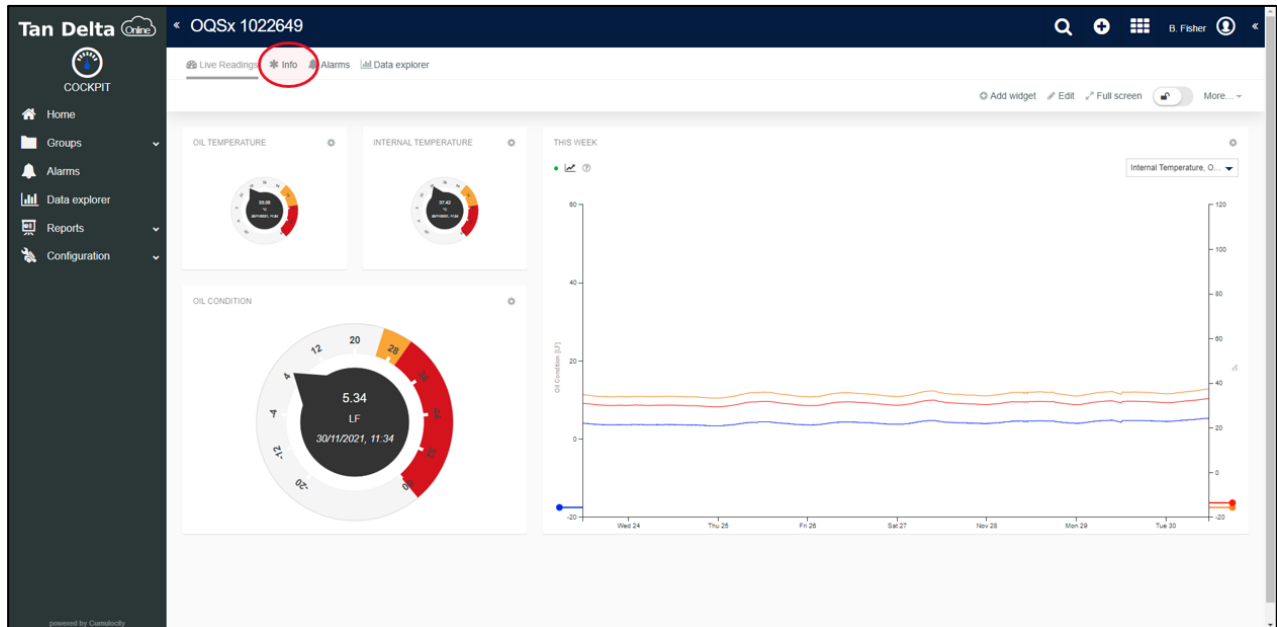 Tan Delta Online
COCKPIT
Home
Groups
Alarms
Data explorer
Reports
Configuration
powered by Cumulocity
« OQSx 1022649
B. Fisher «
Live Readings Info Alarms Data explorer
Add widget Edit Full screen More...
OIL TEMPERATURE
INTERNAL TEMPERATURE
OIL CONDITION
-20 -12 -4 4 12 20 28 60
5.34
LF
30/11/2021, 11:34
THIS WEEK
Internal Temperature, O...
Oil Condition [LF]
60
40
20
0
-20
120
100
80
60
40
20
0
-20
Wed 24 Thu 25 Fri 26 Sat 27 Nov 28 Mon 29 Tue 30